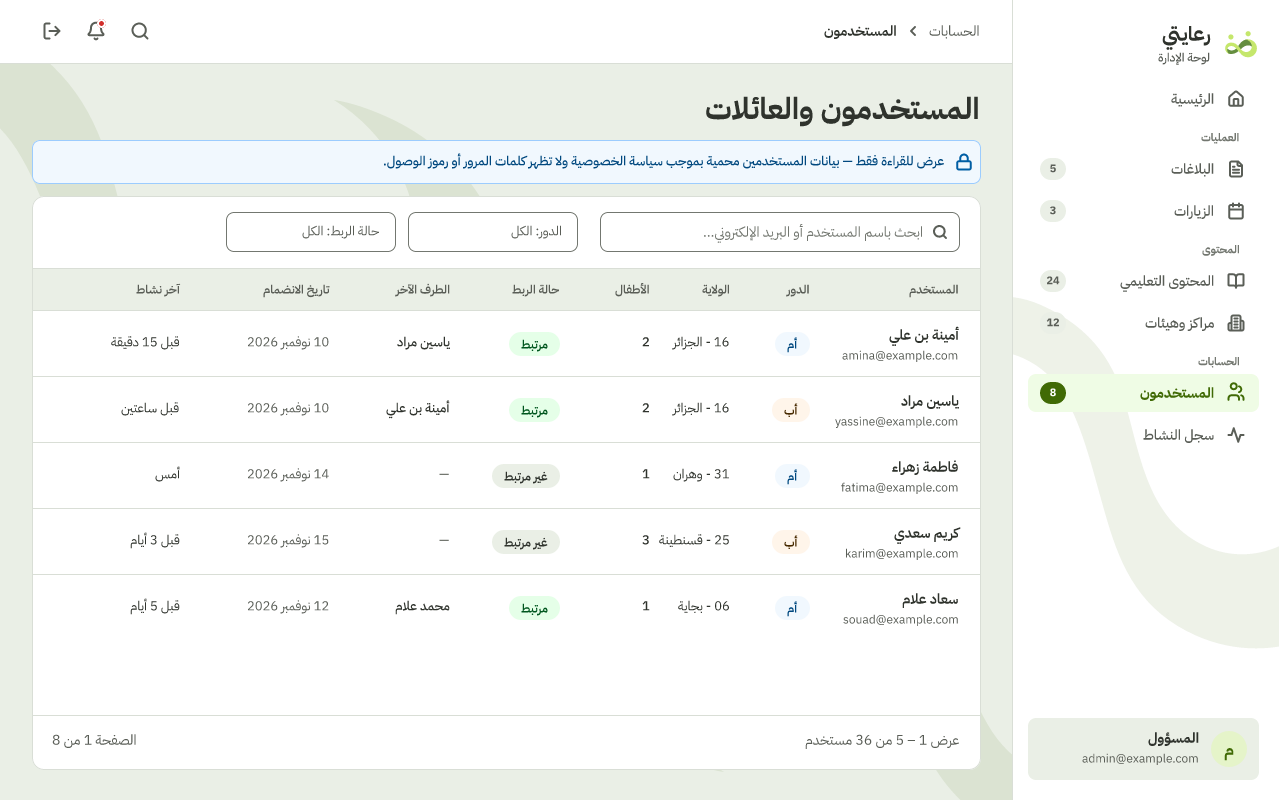 رعايتي
لوحة الإدارة
الرئيسية
العمليات
البلاغات 5
الزيارات 3
المحتوى
المحتوى التعليمي 24
مراكز وهيئات 12
الحسابات
المستخدمون 8
سجل النشاط
المسؤول
م
admin@example.com
الحسابات المستخدمون
المستخدمون والعائلات
عرض للقراءة فقط — بيانات المستخدمين محمية بموجب سياسة الخصوصية ولا تظهر كلمات المرور أو رموز الوصول.
ابحث باسم المستخدم أو البريد الإلكتروني... الدور: الكل حالة الربط: الكل
المستخدم الدور الولاية الأطفال حالة الربط الطرف الآخر تاريخ الانضمام آخر نشاط
أمينة بن علي أم 16 - الجزائر 2 مرتبط ياسين مراد 10 نوفمبر 2026 قبل 15 دقيقة
amina@example.com
ياسين مراد أب 16 - الجزائر 2 مرتبط أمينة بن علي 10 نوفمبر 2026 قبل ساعتين
yassine@example.com
فاطمة زهراء أم 31 - وهران 1 غير مرتبط — 14 نوفمبر 2026 أمس
fatima@example.com
كريم سعدي أب 25 - قسنطينة 3 غير مرتبط — 15 نوفمبر 2026 قبل 3 أيام
karim@example.com
سعاد علام أم 06 - بجاية 1 مرتبط محمد علام 12 نوفمبر 2026 قبل 5 أيام
souad@example.com
عرض 1 – 5 من 36 مستخدم الصفحة 1 من 8